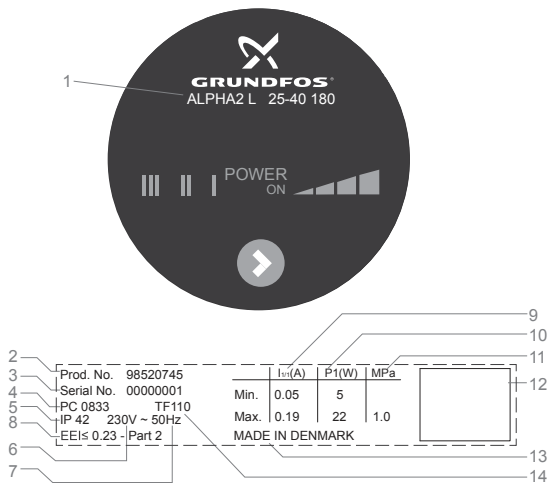 GRUNDFOS
1
ALPHA2 L 25-40 180
III II I
POWER
ON
9
10
11
12
2
3
4
5
8
6
7
Prod. No. 98520745
Serial No. 00000001
PC 0833 TF110
IP 42 230V ~ 50Hz
EEI≤ 0.23 - Part 2
I1/1(A) P1(W) MPa
Min. 0.05 5
Max. 0.19 22 1.0
MADE IN DENMARK
13
14